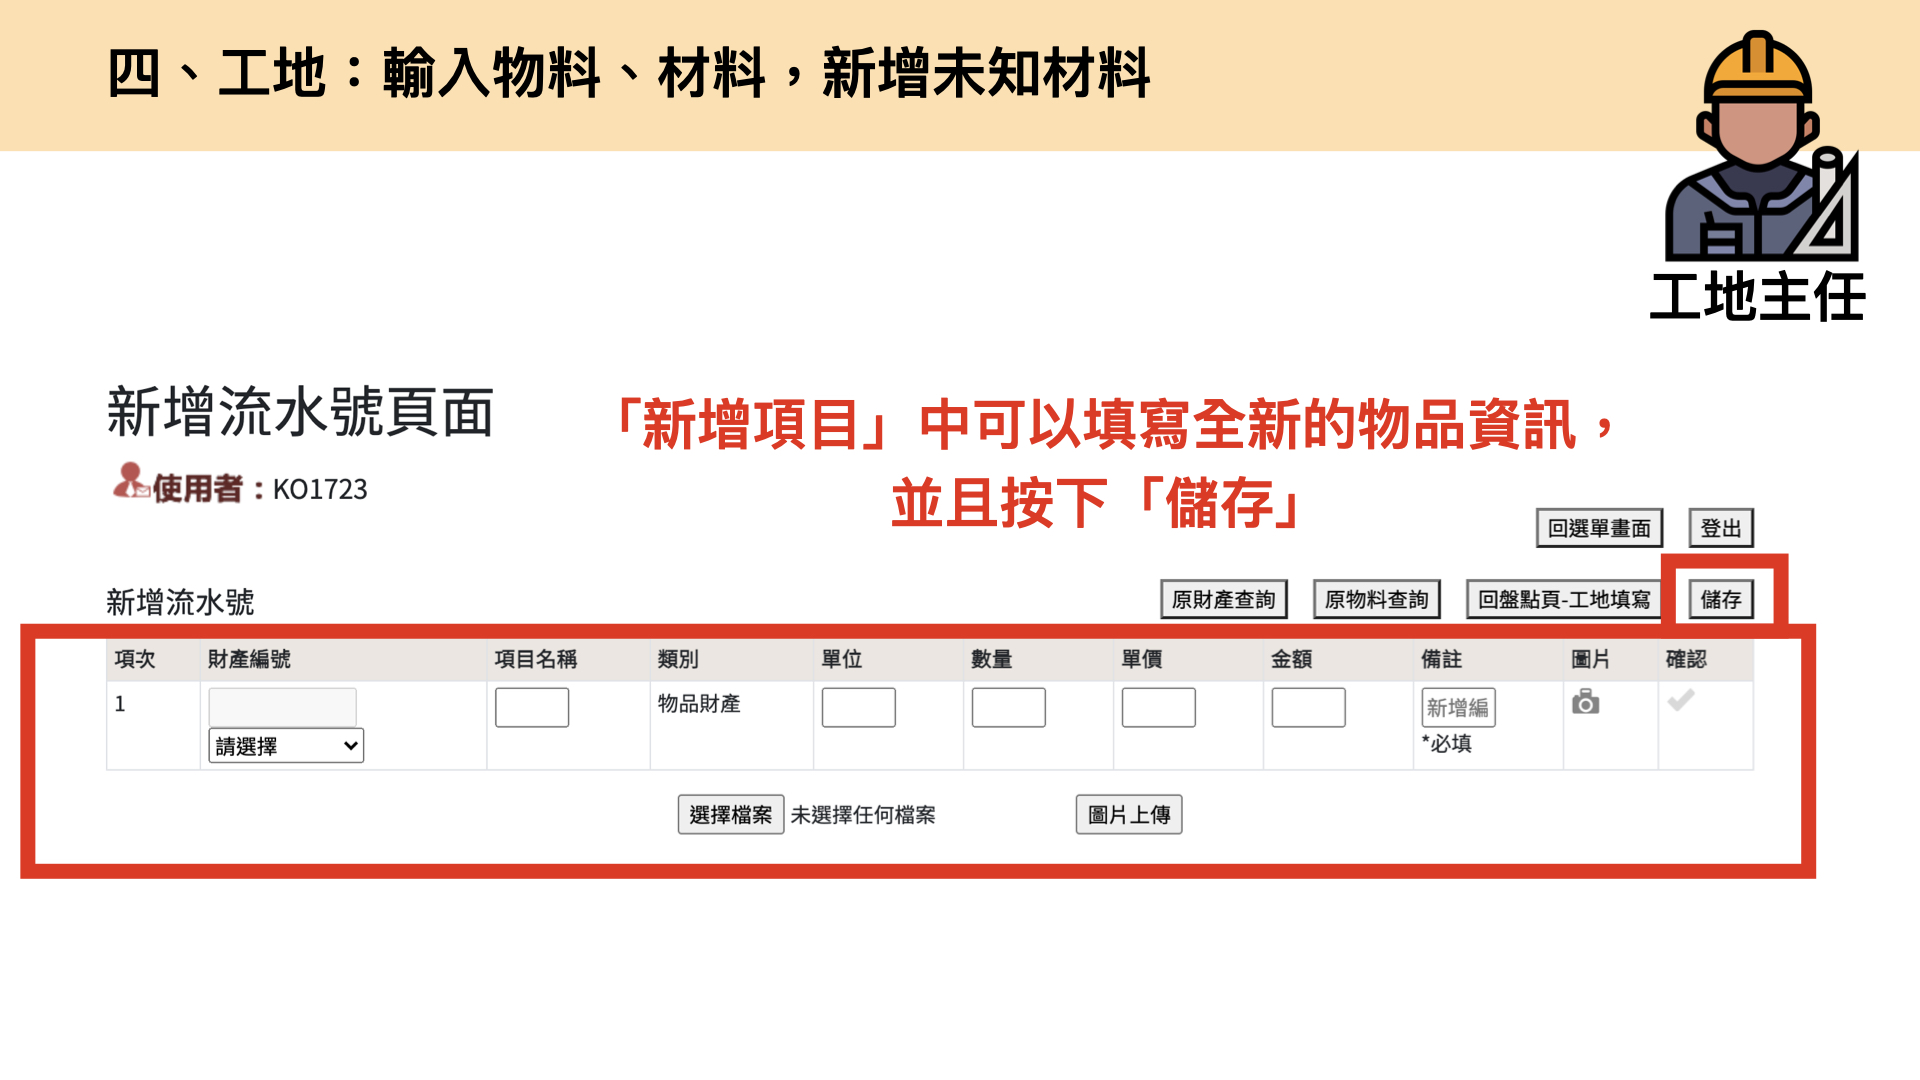 四、工地：輸入物料、材料，新增未知材料
工地主任
新增流水號頁面
「新增項目」中可以填寫全新的物品資訊，
並且按下「儲存」
使用者：KO1723
回選單畫面 登出
新增流水號 原財產查詢 原物料查詢 回盤點頁-工地填寫 儲存
項次 財產編號 項目名稱 類別 單位 數量 單價 金額 備註 圖片 確認
1 物品財產 新增編
請選擇 *必填
選擇檔案 未選擇任何檔案 圖片上傳